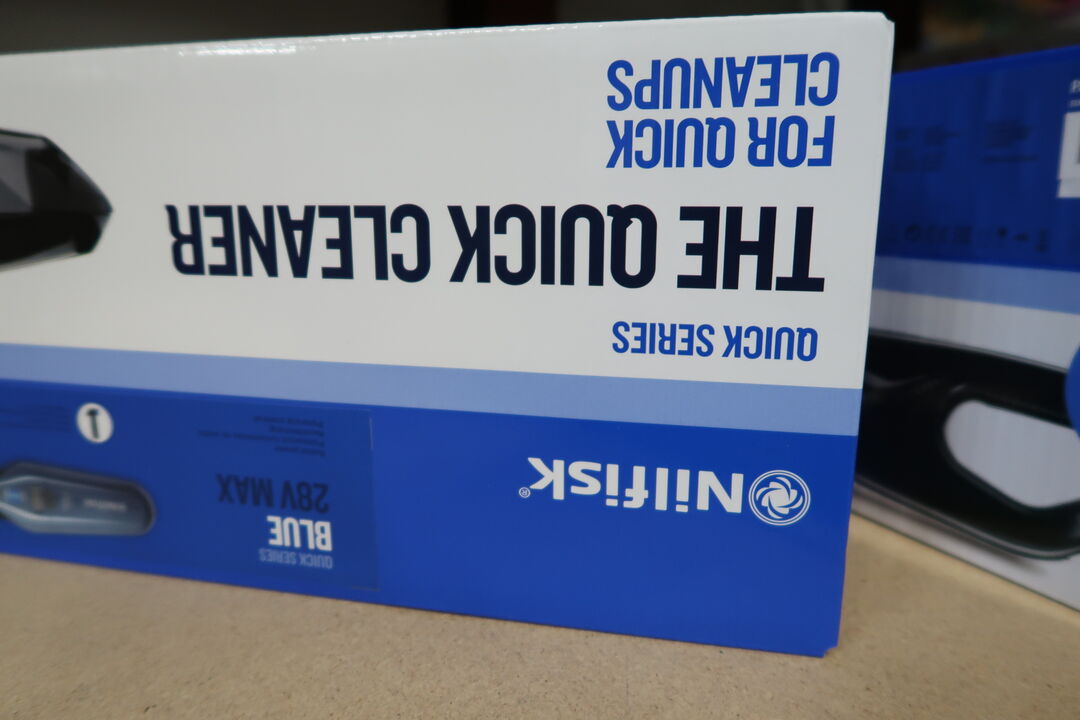 Nilfisk®
QUICK SERIES
BLUE
28V MAX
QUICK SERIES
THE QUICK CLEANER
FOR QUICK
CLEANUPS